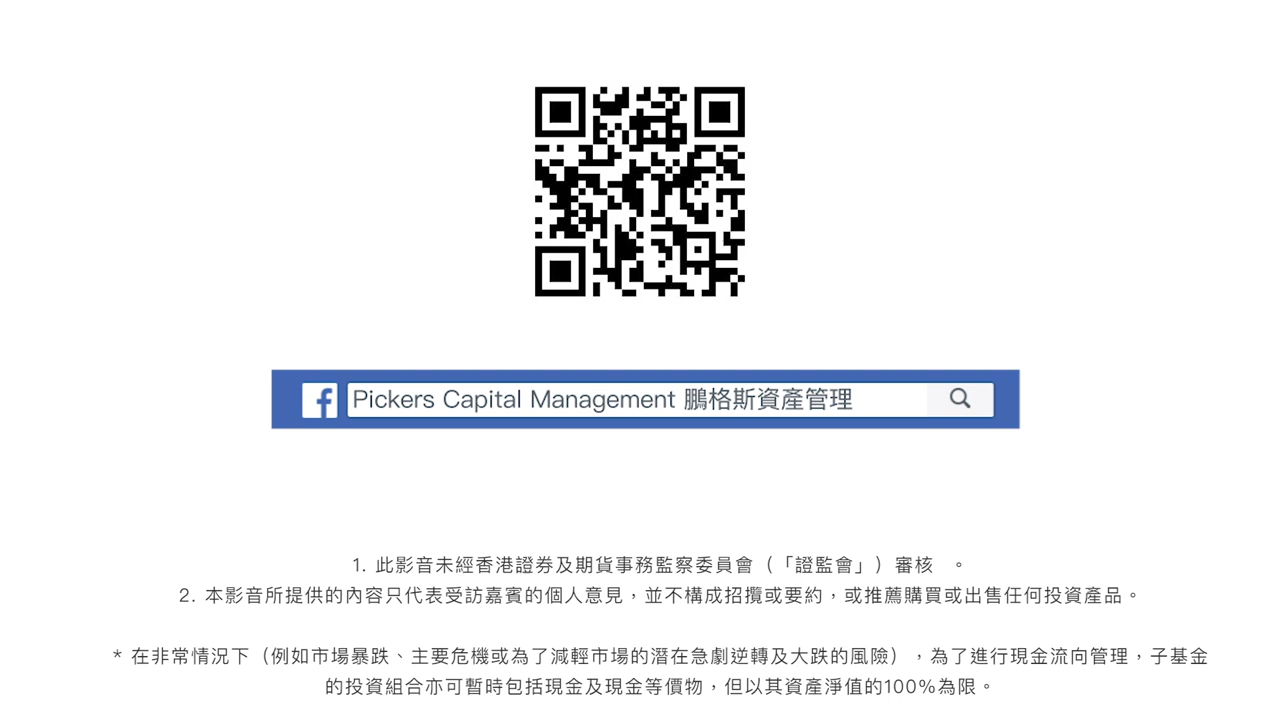 Pickers Capital Management 鵬格斯資產管理
1. 此影音未經香港證券及期貨事務監察委員會（「證監會」）審核 。
2. 本影音所提供的內容只代表受訪嘉賓的個人意見，並不構成招攬或要約，或推薦購買或出售任何投資產品。
* 在非常情況下（例如市場暴跌、主要危機或為了減輕市場的潛在急劇逆轉及大跌的風險），為了進行現金流向管理，子基金
的投資組合亦可暫時包括現金及現金等價物，但以其資產淨值的100%為限。